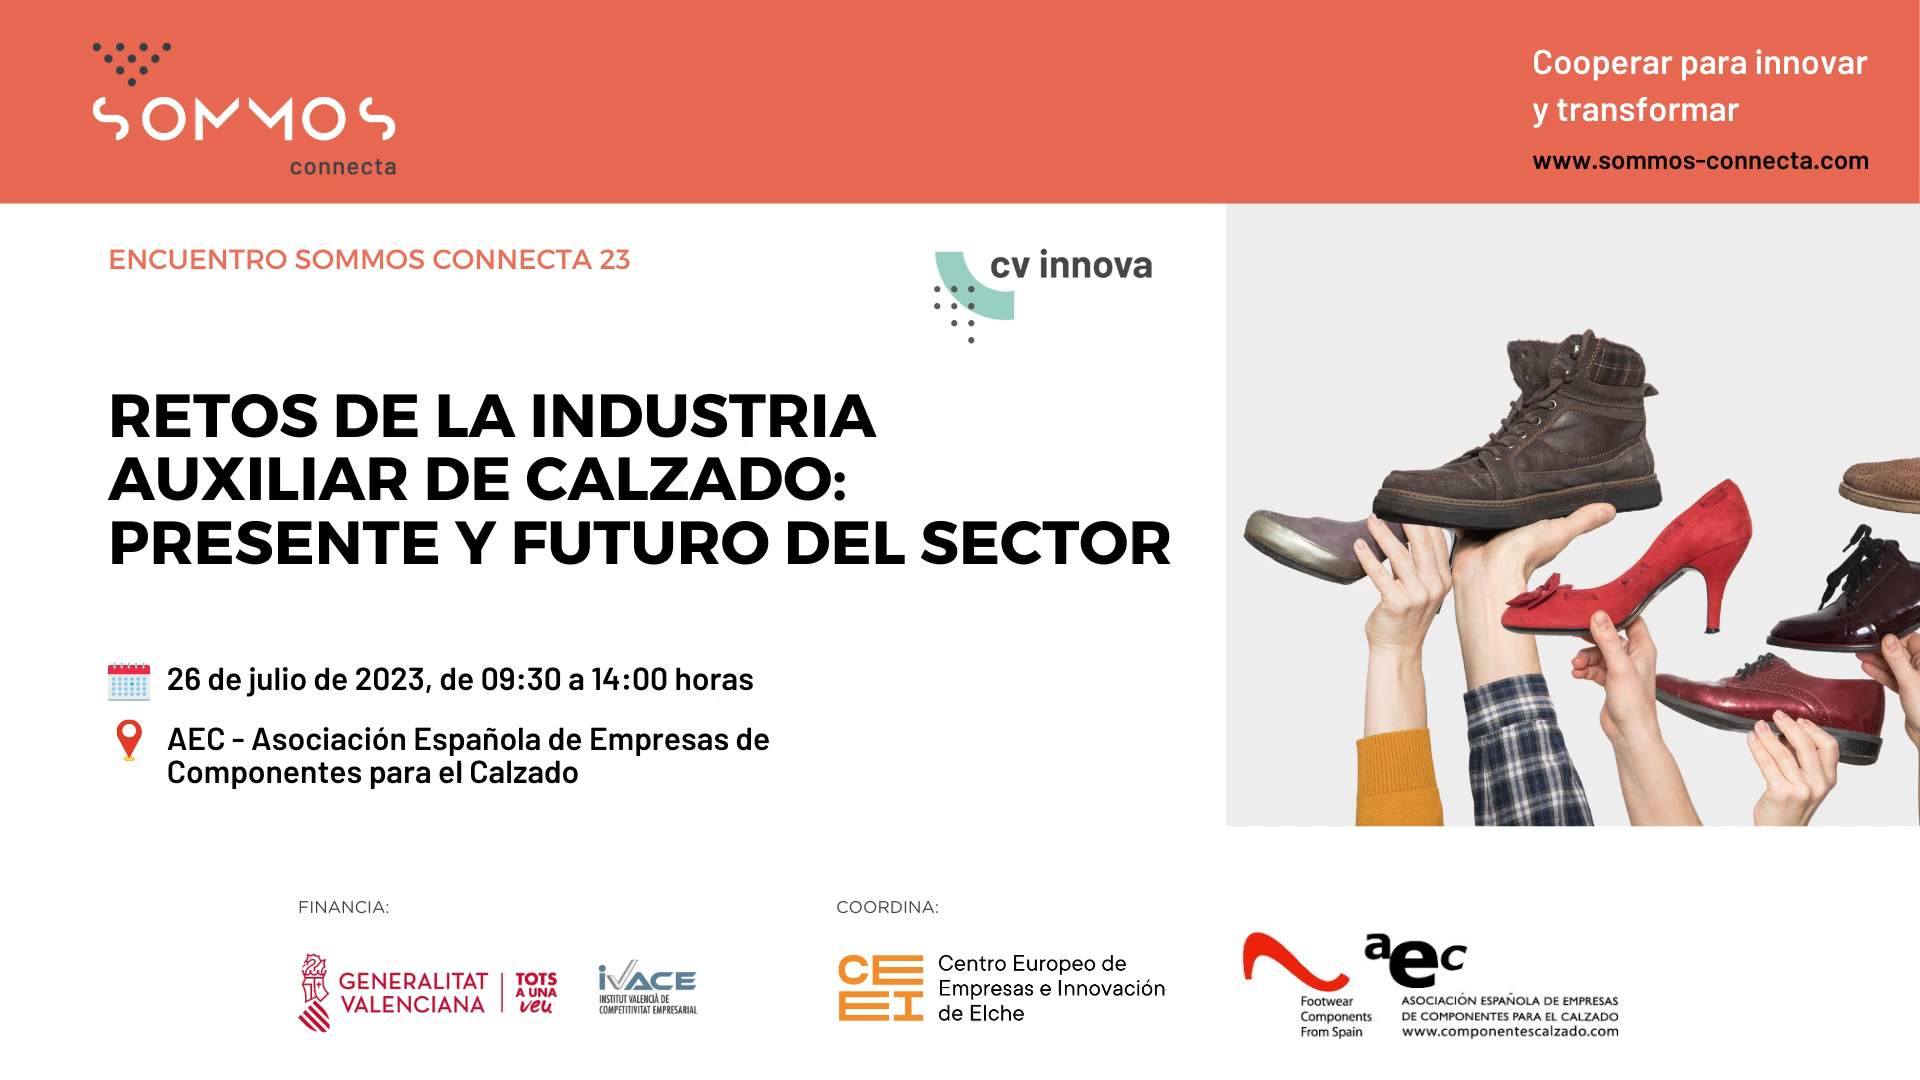 SOMMOS
connecta
Cooperar para innovar
y transformar
www.sommos-connecta.com
ENCUENTRO SOMMOS CONNECTA 23
cv innova
RETOS DE LA INDUSTRIA
AUXILIAR DE CALZADO:
PRESENTE Y FUTURO DEL SECTOR
26 de julio de 2023, de 09:30 a 14:00 horas
AEC - Asociación Española de Empresas de
Componentes para el Calzado
FINANCIA:
GENERALITAT
VALENCIANA
TOTS
A UNA
veu
iVACE
INSTITUT VALENCIÀ DE
COMPETITIVITAT EMPRESARIAL
COORDINA:
CEEI
Centro Europeo de
Empresas e Innovación
de Elche
Footwear
Components
From Spain
aec
ASOCIACIÓN ESPAÑOLA DE EMPRESAS
DE COMPONENTES PARA EL CALZADO
www.componentescalzado.com